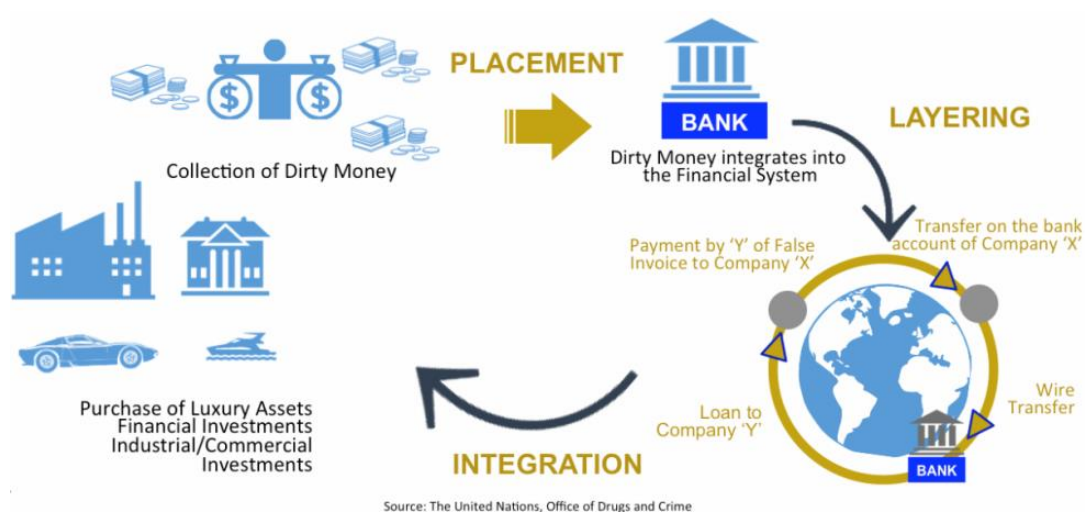 PLACEMENT
$ $
Collection of Dirty Money
BANK
Dirty Money integrates into
the Financial System
LAYERING
Transfer on the bank
account of Company ‘X’
Payment by ‘Y’ of False
Invoice to Company ‘X’
Wire
Transfer
Loan to
Company ‘Y’
BANK
INTEGRATION
Purchase of Luxury Assets
Financial Investments
Industrial/Commercial
Investments
Source: The United Nations, Office of Drugs and Crime